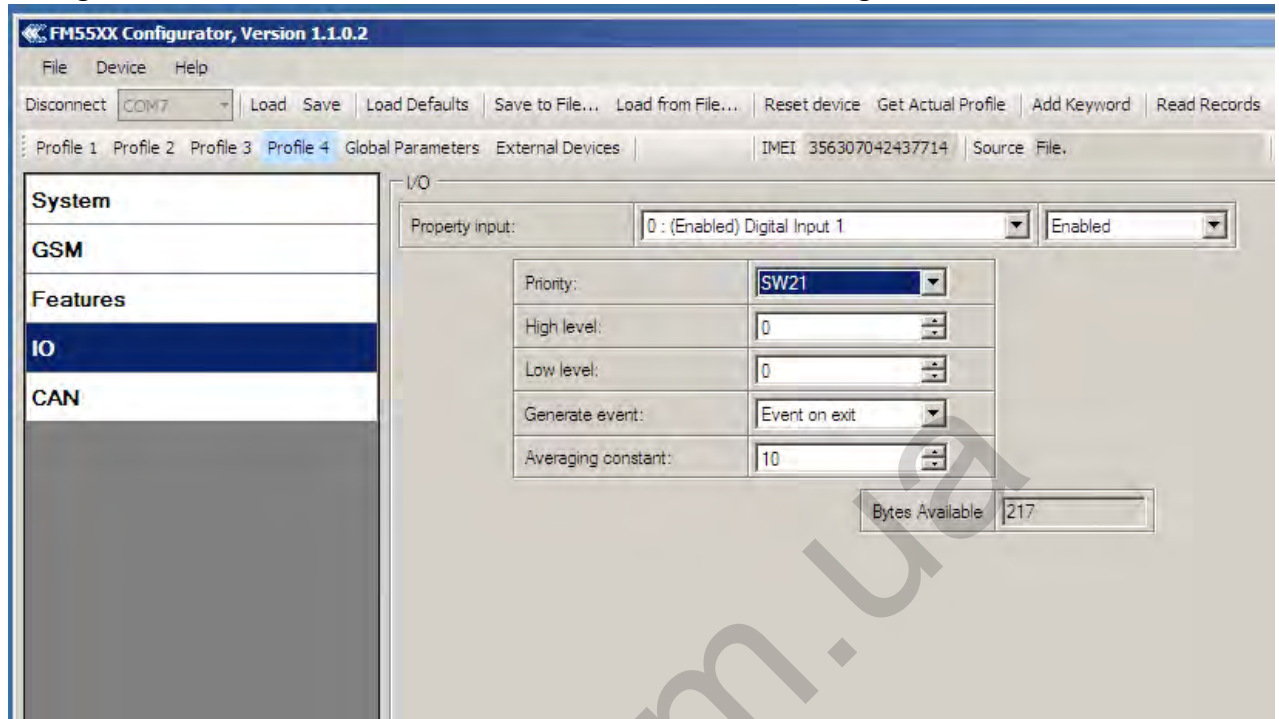 FM55XX Configurator, Version 1.1.0.2
File Device Help
Disconnect COM7 Load Save Load Defaults Save to File... Load from File... Reset device Get Actual Profile Add Keyword Read Records
Profile 1 Profile 2 Profile 3 Profile 4 Global Parameters External Devices IMEI 356307042437714 Source File.
System
GSM
Features
IO
CAN
I/O
Property input: 0 : (Enabled) Digital Input 1 Enabled
Priority: SW21
High level: 0
Low level: 0
Generate event: Event on exit
Averaging constant: 10
Bytes Available 217
m.ua